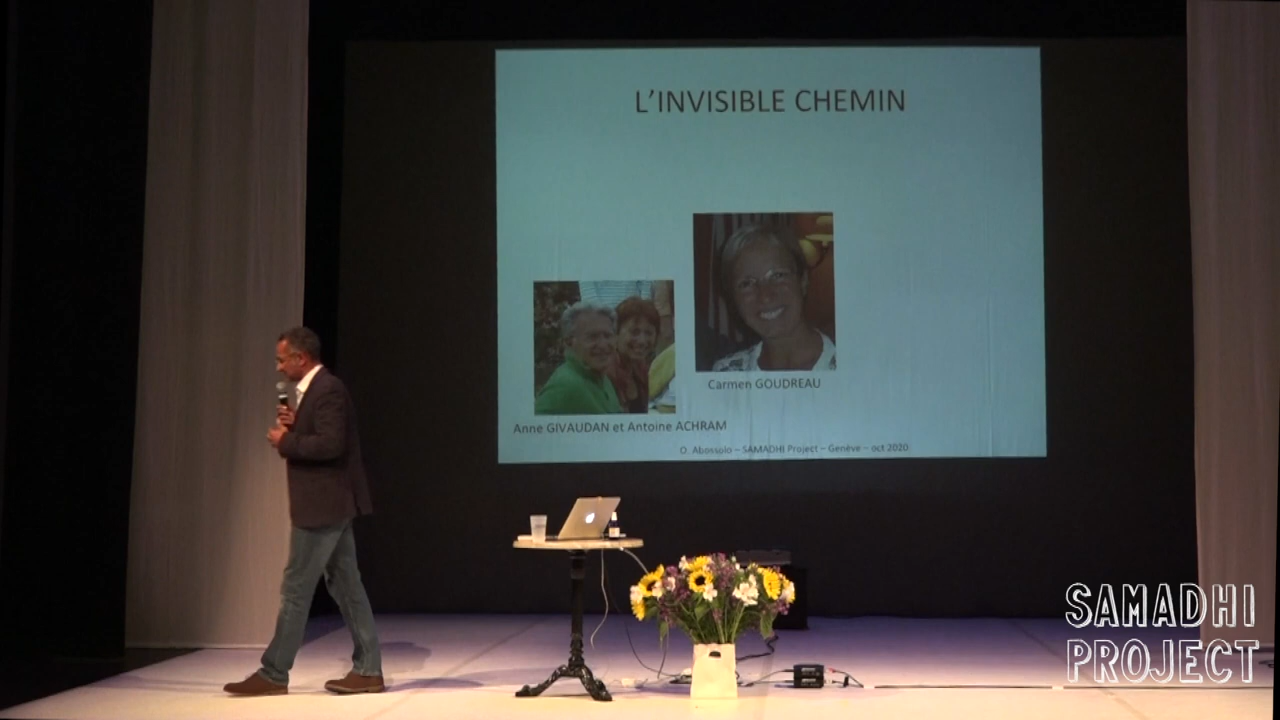 L'INVISIBLE CHEMIN
Carmen GOUDREAU
Anne GIVAUDAN et Antoine ACHRAM
O. Abossolo – SAMADHI Project – Genève – oct 2020
SAMADHI
PROJECT